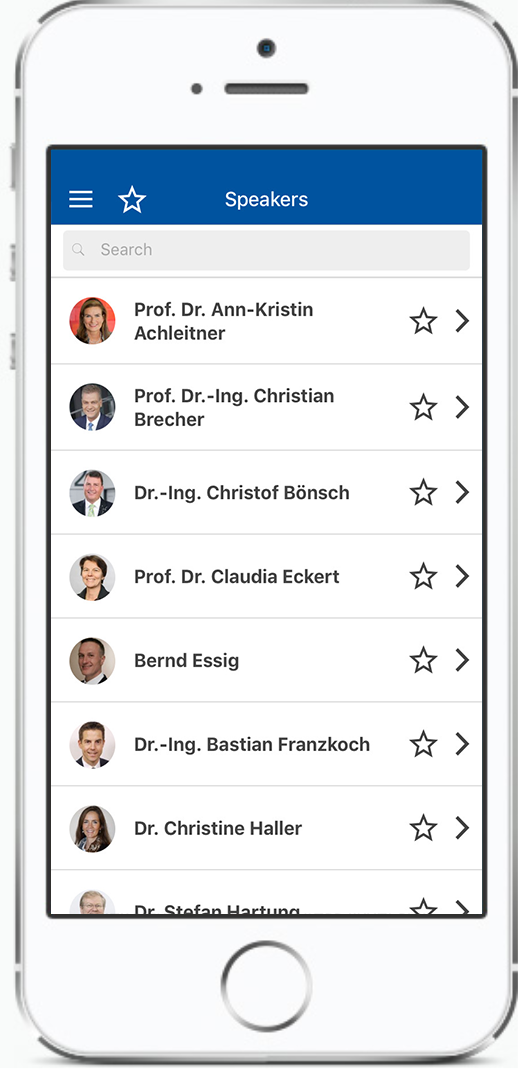 Speakers
Search
Prof. Dr. Ann-Kristin
Achleitner
Prof. Dr.-Ing. Christian
Brecher
Dr.-Ing. Christof Bönsch
Prof. Dr. Claudia Eckert
Bernd Essig
Dr.-Ing. Bastian Franzkoch
Dr. Christine Haller
Dr. Stefan Hartung